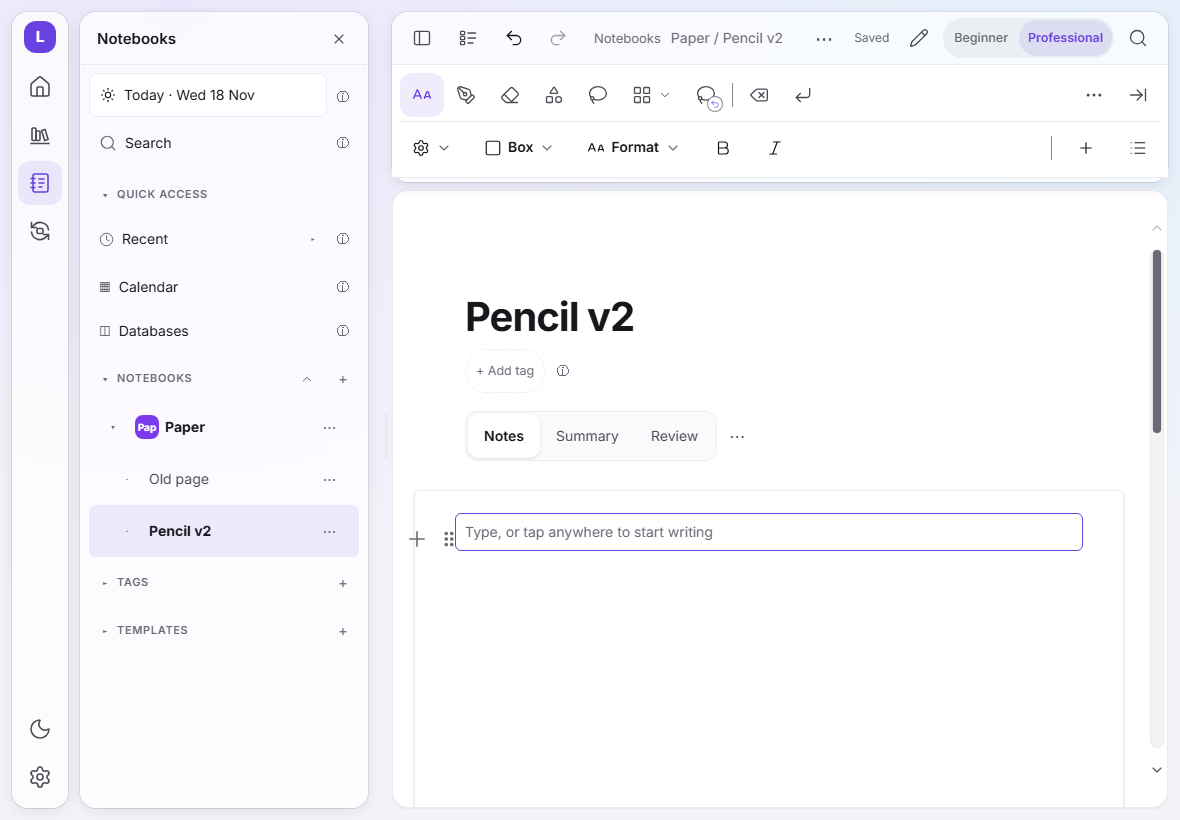 L
Notebooks
Today · Wed 18 Nov
Search
QUICK ACCESS
Recent
Calendar
Databases
NOTEBOOKS
Pap Paper
Old page
Pencil v2
TAGS
TEMPLATES
Notebooks Paper / Pencil v2
Saved
Beginner Professional
AA
Box
AA Format
B I
Pencil v2
+ Add tag
Notes Summary Review
Type, or tap anywhere to start writing